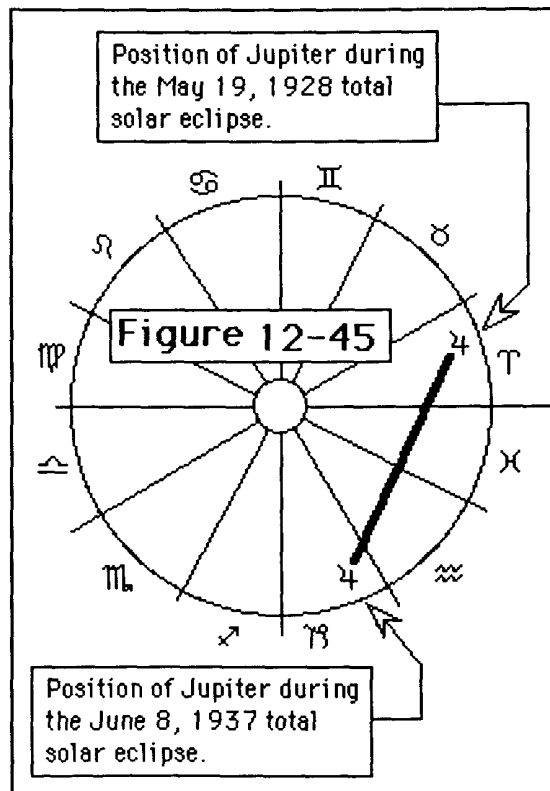 Position of Jupiter during
the May 19, 1928 total
solar eclipse.
♋ ♊
♌ ♉
Figure 12-45
♃
♍ ♈
♎ ♓
♃
♏ ♒
♐ ♑
Position of Jupiter during
the June 8, 1937 total
solar eclipse.